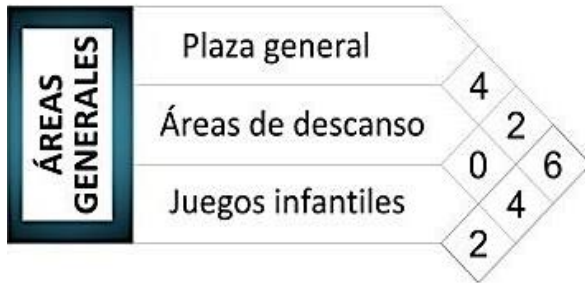 ÁREAS
GENERALES
Plaza general
Áreas de descanso
Juegos infantiles
4
2
0
6
4
2